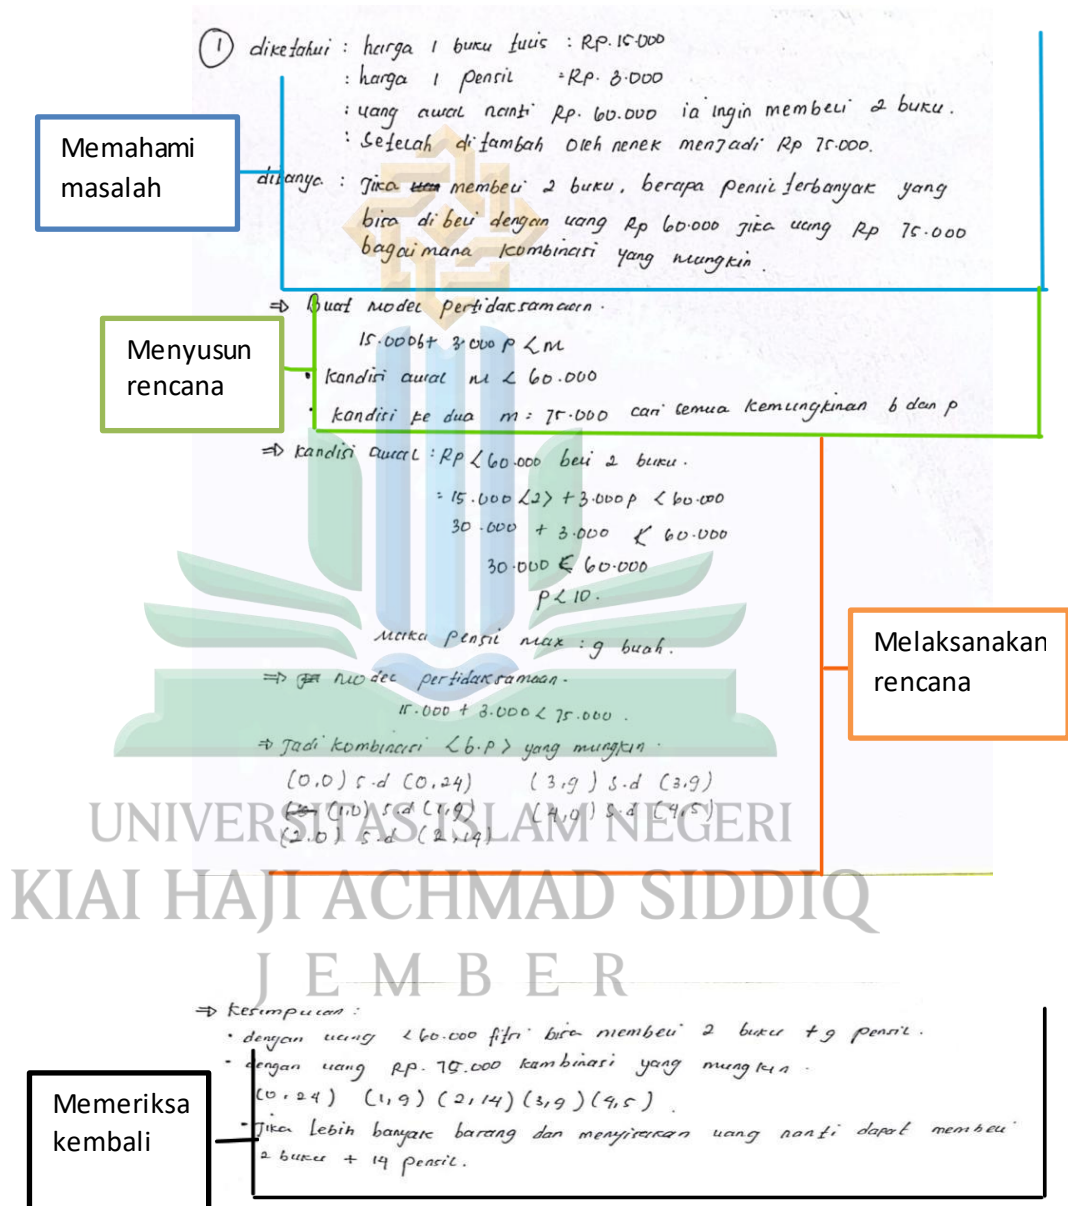 1 diketahui : harga 1 buku tulis : Rp. 15.000
: harga 1 pensil = Rp. 3.000
: uang awal nanti Rp. 60.000 ia ingin membeli 2 buku.
: Setelah ditambah oleh nenek menjadi Rp 75.000.
Memahami
masalah
ditanya : Jika membeli 2 buku, berapa pensil terbanyak yang
bisa dibeli dengan uang Rp 60.000 jika uang Rp 75.000
bagaimana kombinasi yang mungkin.
⇒ Buat model pertidaksamaan.
15.000b + 3.000 p < m
Menyusun
rencana
• kondisi awal m < 60.000
• kondisi ke dua m = 75.000 cari semua kemungkinan b dan p
⇒ kondisi awal : Rp < 60.000 beli 2 buku.
= 15.000 <2> + 3.000p < 60.000
30.000 + 3.000 < 60.000
30.000 < 60.000
p < 10.
Maka pensil max : 9 buah.
Melaksanakan
rencana
⇒ model pertidaksamaan.
15.000 + 3.000 < 75.000.
⇒ Jadi kombinasi <b.p> yang mungkin.
(0,0) s.d (0,24) (3,9) s.d (3,9)
(1,0) s.d (1,9) (4,0) s.d (4,5)
(2,0) s.d (2,14)
UNIVERSITAS ISLAM NEGERI
KIAI HAJI ACHMAD SIDDIQ
JEMBER
⇒ Kesimpulan :
• dengan uang < 60.000 fitri bisa membeli 2 buku + 9 pensil.
• dengan uang Rp. 75.000 kombinasi yang mungkin.
(0,24) (1,9) (2,14) (3,9) (4,5).
Memeriksa
kembali
• Jika lebih banyak barang dan menyisakan uang nanti dapat membeli
2 buku + 14 pensil.